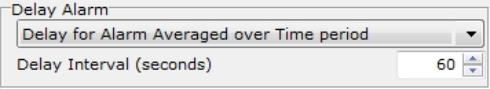 Delay Alarm
Delay for Alarm Averaged over Time period
Delay Interval (seconds) 60